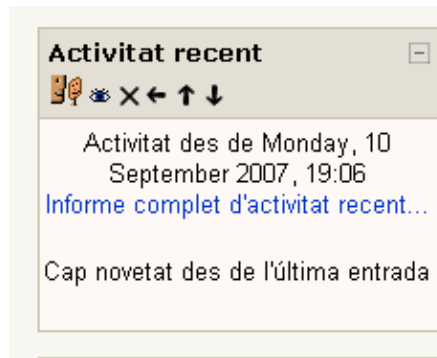 Activitat recent
Activitat des de Monday, 10
September 2007, 19:06
Informe complet d'activitat recent...
Cap novetat des de l'última entrada